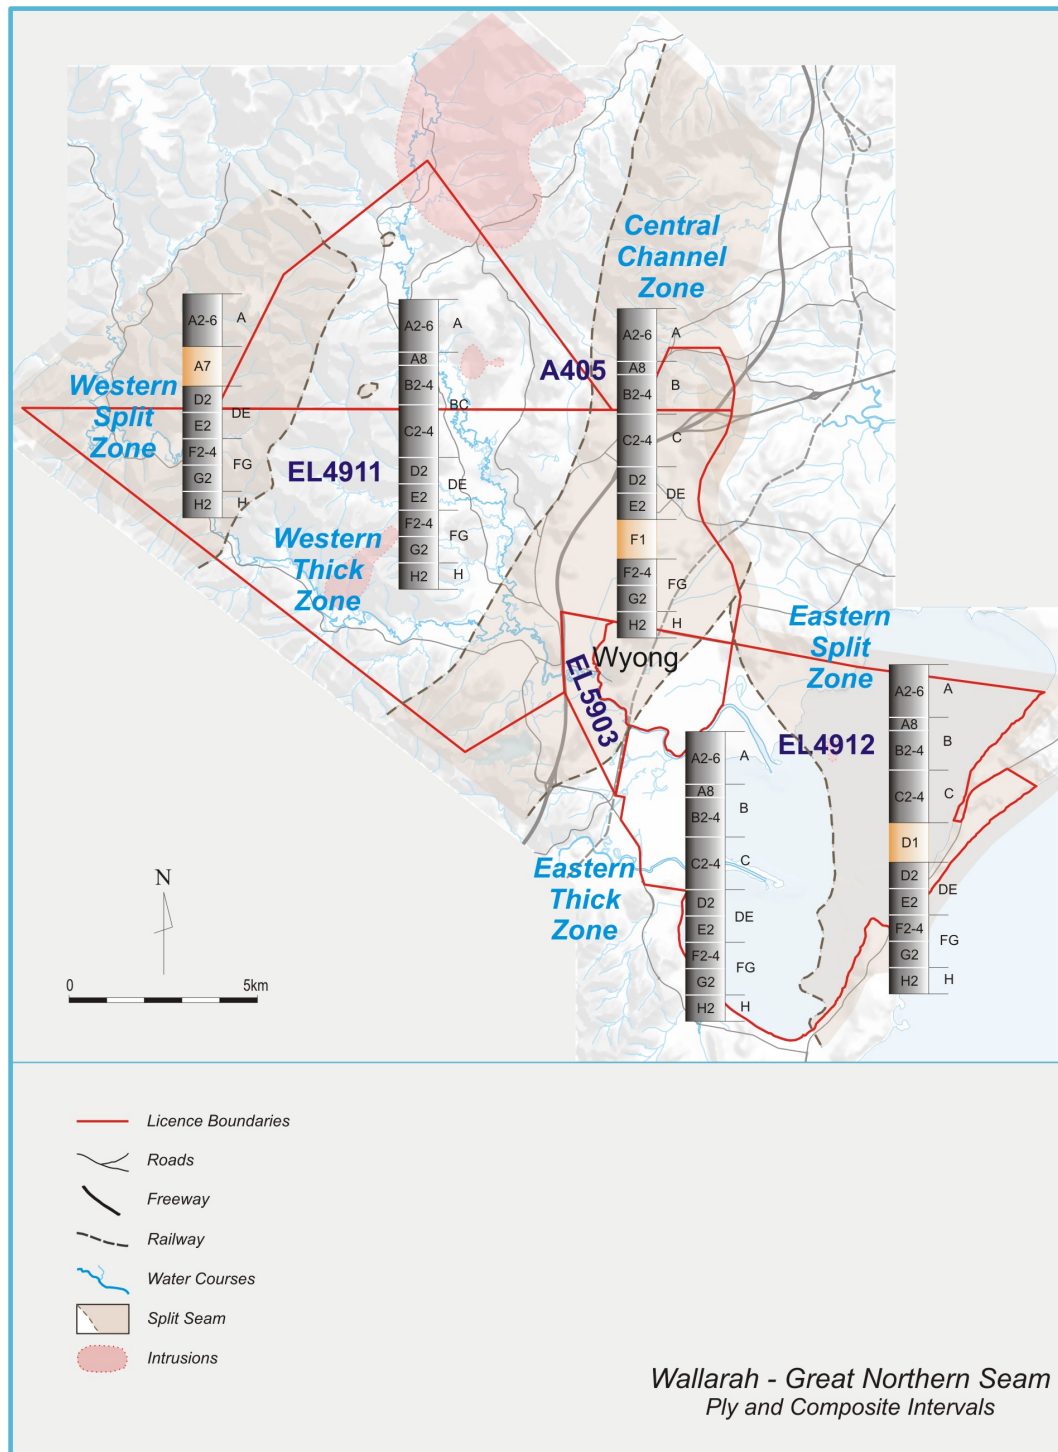 Central
Channel
Zone
A2-6
A
A7
D2
DE
E2
F2-4
FG
G2
H2
H
Western
Split
Zone
A2-6
A
A8
B2-4
BC
C2-4
D2
DE
E2
F2-4
FG
G2
H2
H
EL4911
Western
Thick
Zone
A405
A2-6
A
A8
B
B2-4
C2-4
C
D2
DE
E2
F1
F2-4
FG
G2
H2
H
Wyong
EL5903
Eastern
Split
Zone
EL4912
A2-6
A
A8
B
B2-4
C2-4
C
D1
D2
DE
E2
F2-4
FG
G2
H2
H
A2-6
A
A8
B
B2-4
C2-4
C
D2
DE
E2
F2-4
FG
G2
H2
H
Eastern
Thick
Zone
N
0 5km
Licence Boundaries
Roads
Freeway
Railway
Water Courses
Split Seam
Intrusions
Wallarah - Great Northern Seam
Ply and Composite Intervals